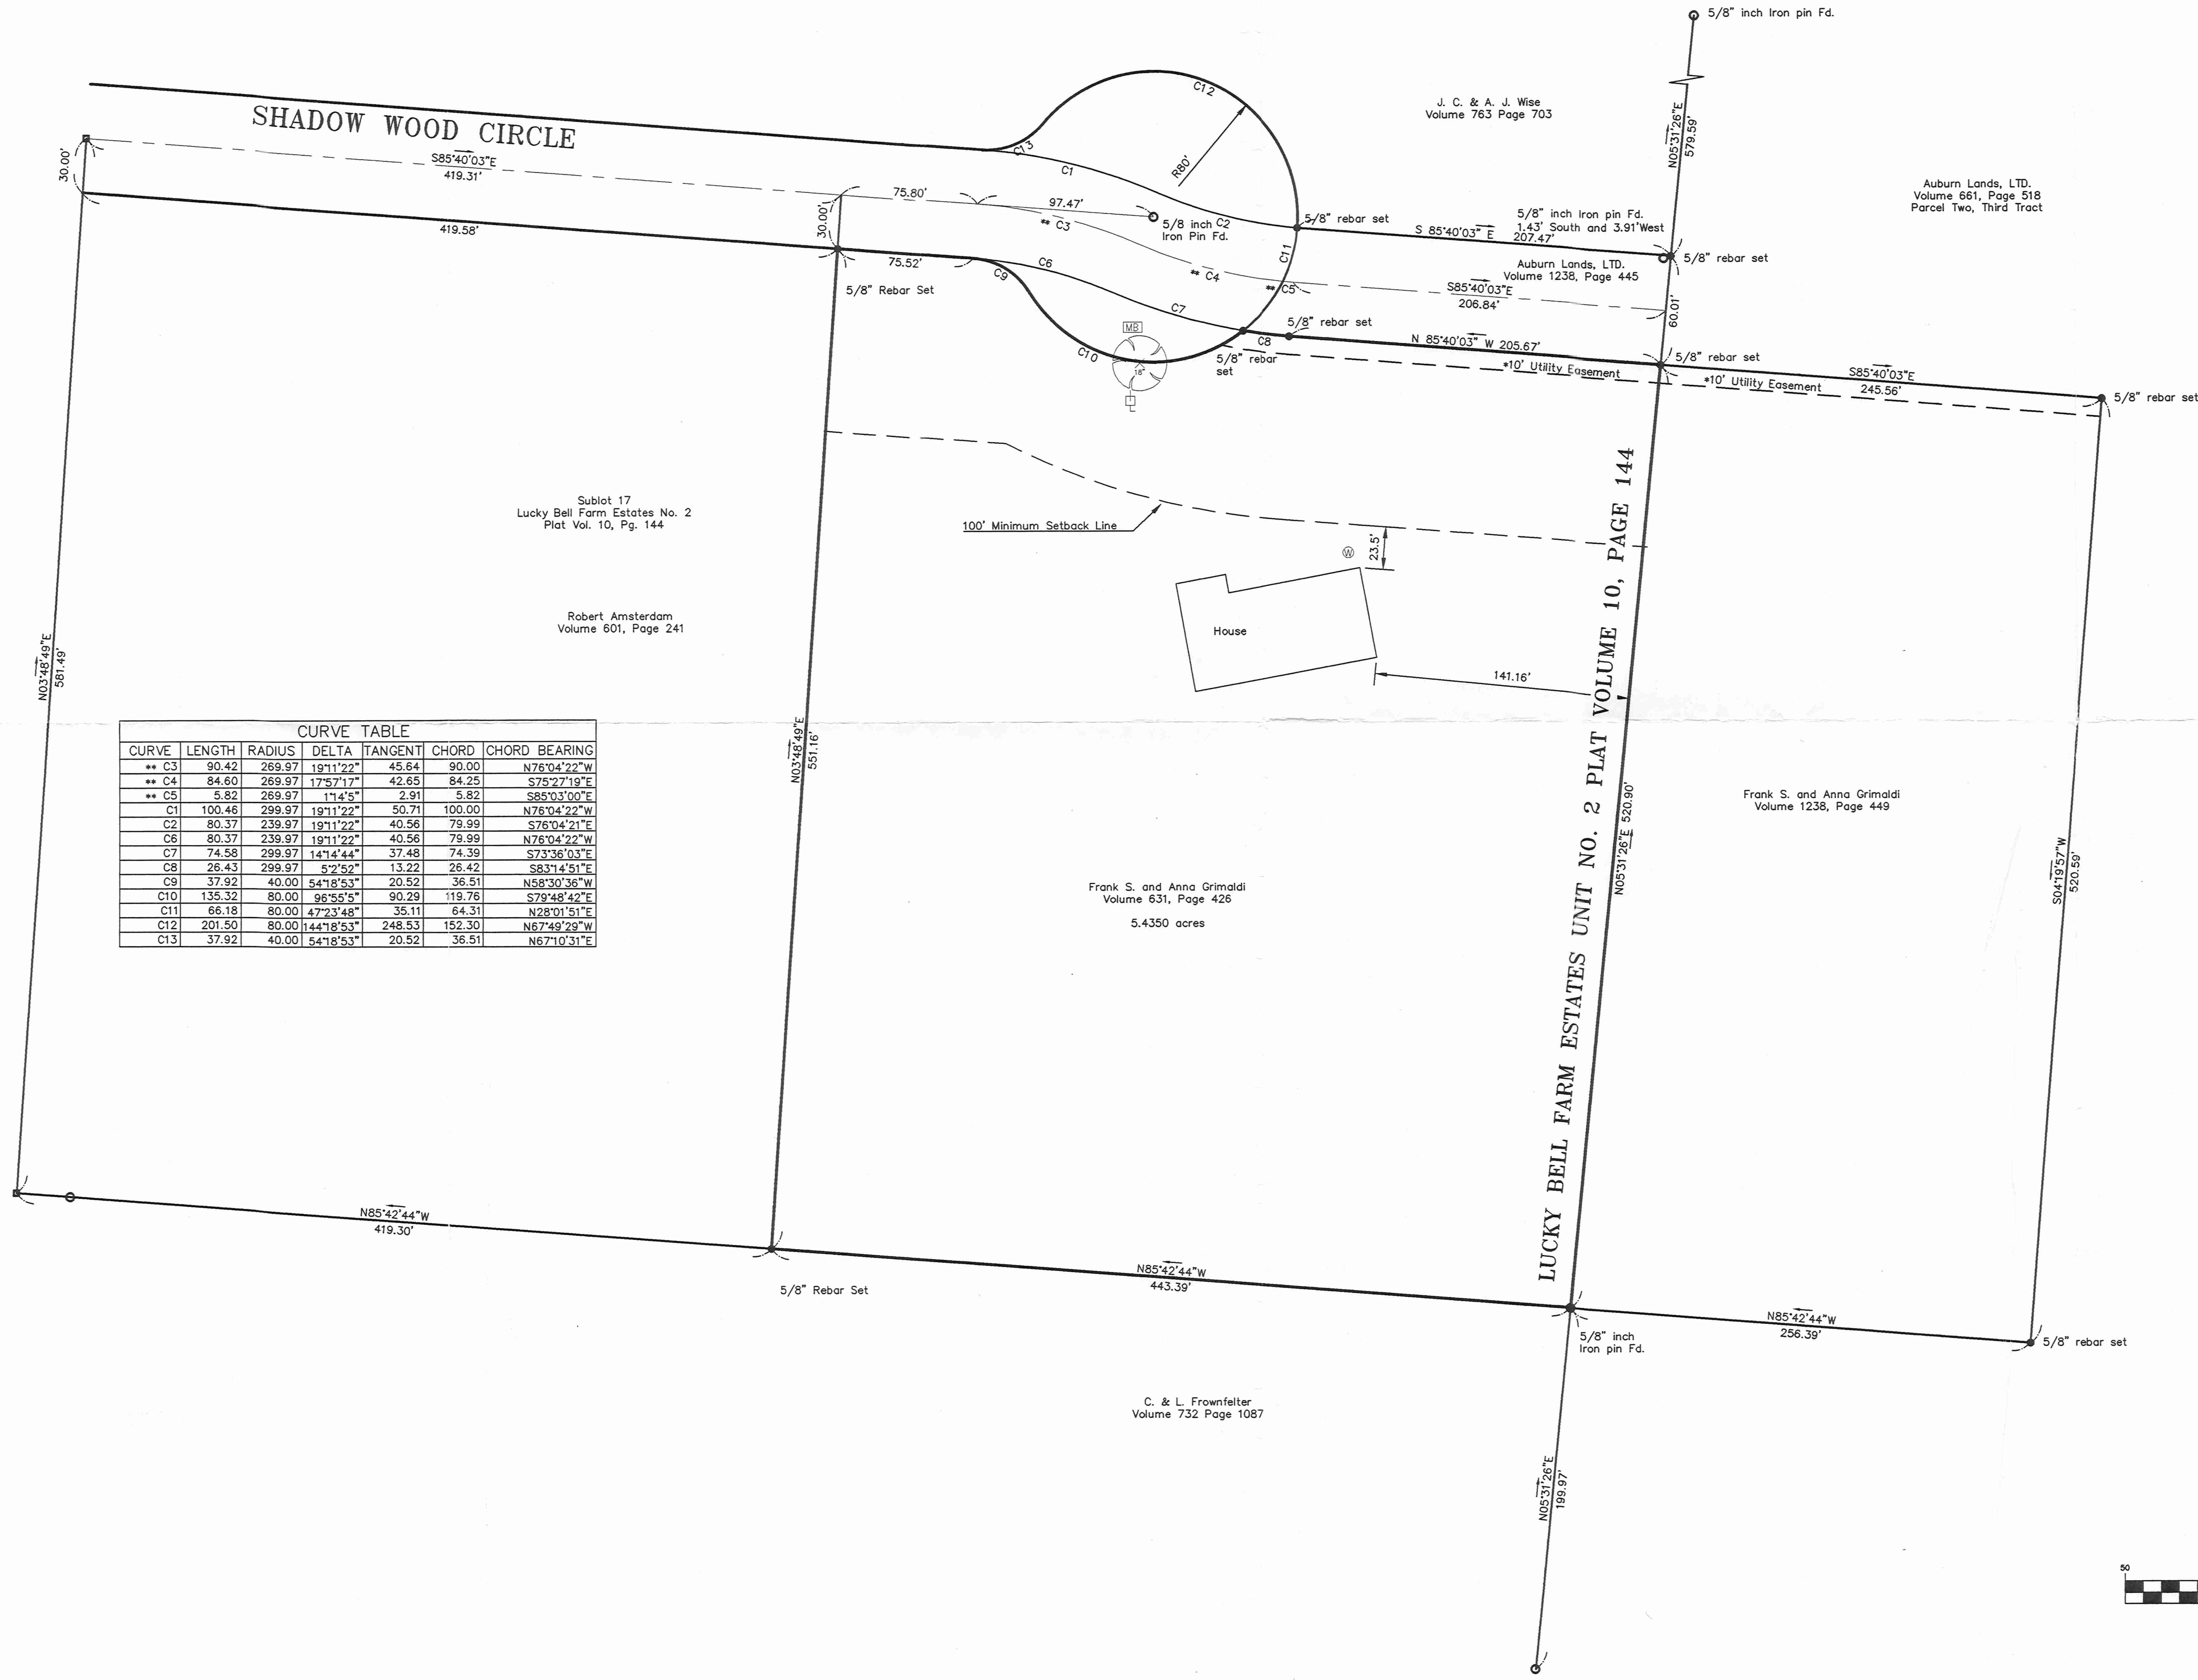 5/8" inch Iron pin Fd.
SHADOW WOOD CIRCLE
C12
J. C. & A. J. Wise
Volume 763 Page 703
N05°31'26"E
579.59'
30.00'
S85°40'03"E
419.31'
C13
C1
R80'
Auburn Lands, LTD.
Volume 661, Page 518
Parcel Two, Third Tract
75.80'
97.47'
30.00'
419.58'
** C3
5/8 inch
Iron Pin Fd.
C2
5/8" rebar set
5/8" inch Iron pin Fd.
1.43' South and 3.91'West
S 85°40'03" E
207.47'
5/8" rebar set
C11
Auburn Lands, LTD.
Volume 1238, Page 445
75.52'
C9
C6
** C4
** C5
S85°40'03"E
206.84'
60.01'
5/8" Rebar Set
C7
MB
C8
5/8" rebar set
N 85°40'03" W 205.67'
5/8" rebar set
C10
18"
5/8" rebar
set
*10' Utility Easement
*10' Utility Easement
S85°40'03"E
245.56'
5/8" rebar set
Sublot 17
Lucky Bell Farm Estates No. 2
Plat Vol. 10, Pg. 144
100' Minimum Setback Line
W
23.5'
Robert Amsterdam
Volume 601, Page 241
House
141.16'
N03°48'49"E
581.49'
N03°48'49"E
551.16'
LUCKY BELL FARM ESTATES UNIT NO. 2 PLAT VOLUME 10, PAGE 144
N05°31'26"E 520.90'
CURVE TABLE
CURVE LENGTH RADIUS DELTA TANGENT CHORD CHORD BEARING
** C3 90.42 269.97 19°11'22" 45.64 90.00 N76°04'22"W
** C4 84.60 269.97 17°57'17" 42.65 84.25 S75°27'19"E
** C5 5.82 269.97 1°14'5" 2.91 5.82 S85°03'00"E
C1 100.46 299.97 19°11'22" 50.71 100.00 N76°04'22"W
C2 80.37 239.97 19°11'22" 40.56 79.99 S76°04'21"E
C6 80.37 239.97 19°11'22" 40.56 79.99 N76°04'22"W
C7 74.58 299.97 14°14'44" 37.48 74.39 S73°36'03"E
C8 26.43 299.97 5°2'52" 13.22 26.42 S83°14'51"E
C9 37.92 40.00 54°18'53" 20.52 36.51 N58°30'36"W
C10 135.32 80.00 96°55'5" 90.29 119.76 S79°48'42"E
C11 66.18 80.00 47°23'48" 35.11 64.31 N28°01'51"E
C12 201.50 80.00 144°18'53" 248.53 152.30 N67°49'29"W
C13 37.92 40.00 54°18'53" 20.52 36.51 N67°10'31"E
Frank S. and Anna Grimaldi
Volume 1238, Page 449
S04°19'57"W
520.59'
Frank S. and Anna Grimaldi
Volume 631, Page 426
5.4350 acres
N85°42'44"W
419.30'
5/8" Rebar Set
N85°42'44"W
443.39'
5/8" inch
Iron pin Fd.
N85°42'44"W
256.39'
5/8" rebar set
C. & L. Frownfelter
Volume 732 Page 1087
N05°31'26"E
199.97'
50